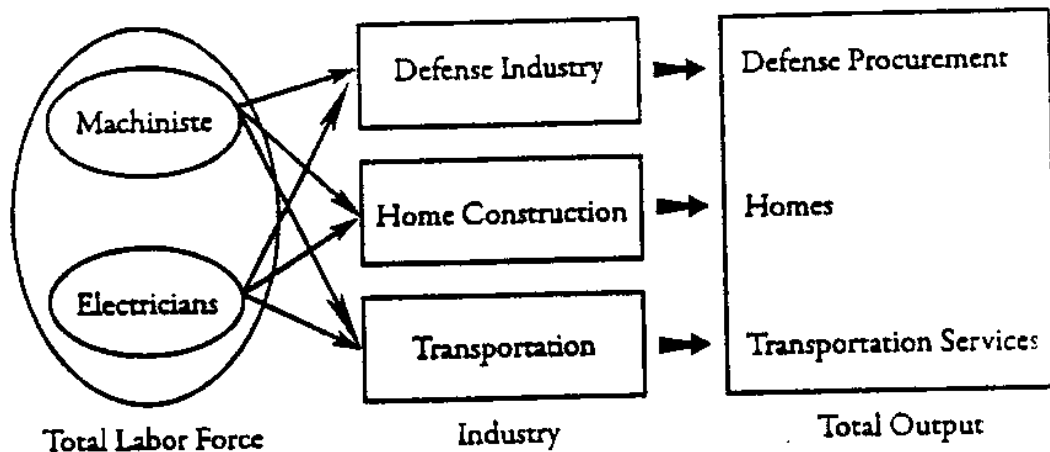 Defense Industry
Defense Procurement
Machiniste
Home Construction
Homes
Electricians
Transportation
Transportation Services
Total Labor Force
Industry
Total Output